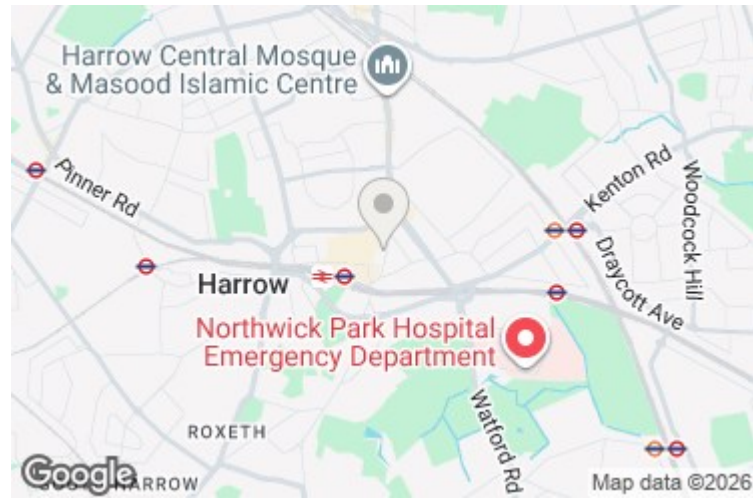 Harrow Central Mosque
& Masood Islamic Centre
Pinner Rd
Kenton Rd
Woodcock Hill
Draycott Ave
Harrow
Northwick Park Hospital
Emergency Department
Watford Rd
ROXETH
HARROW
Google
Map data ©2026